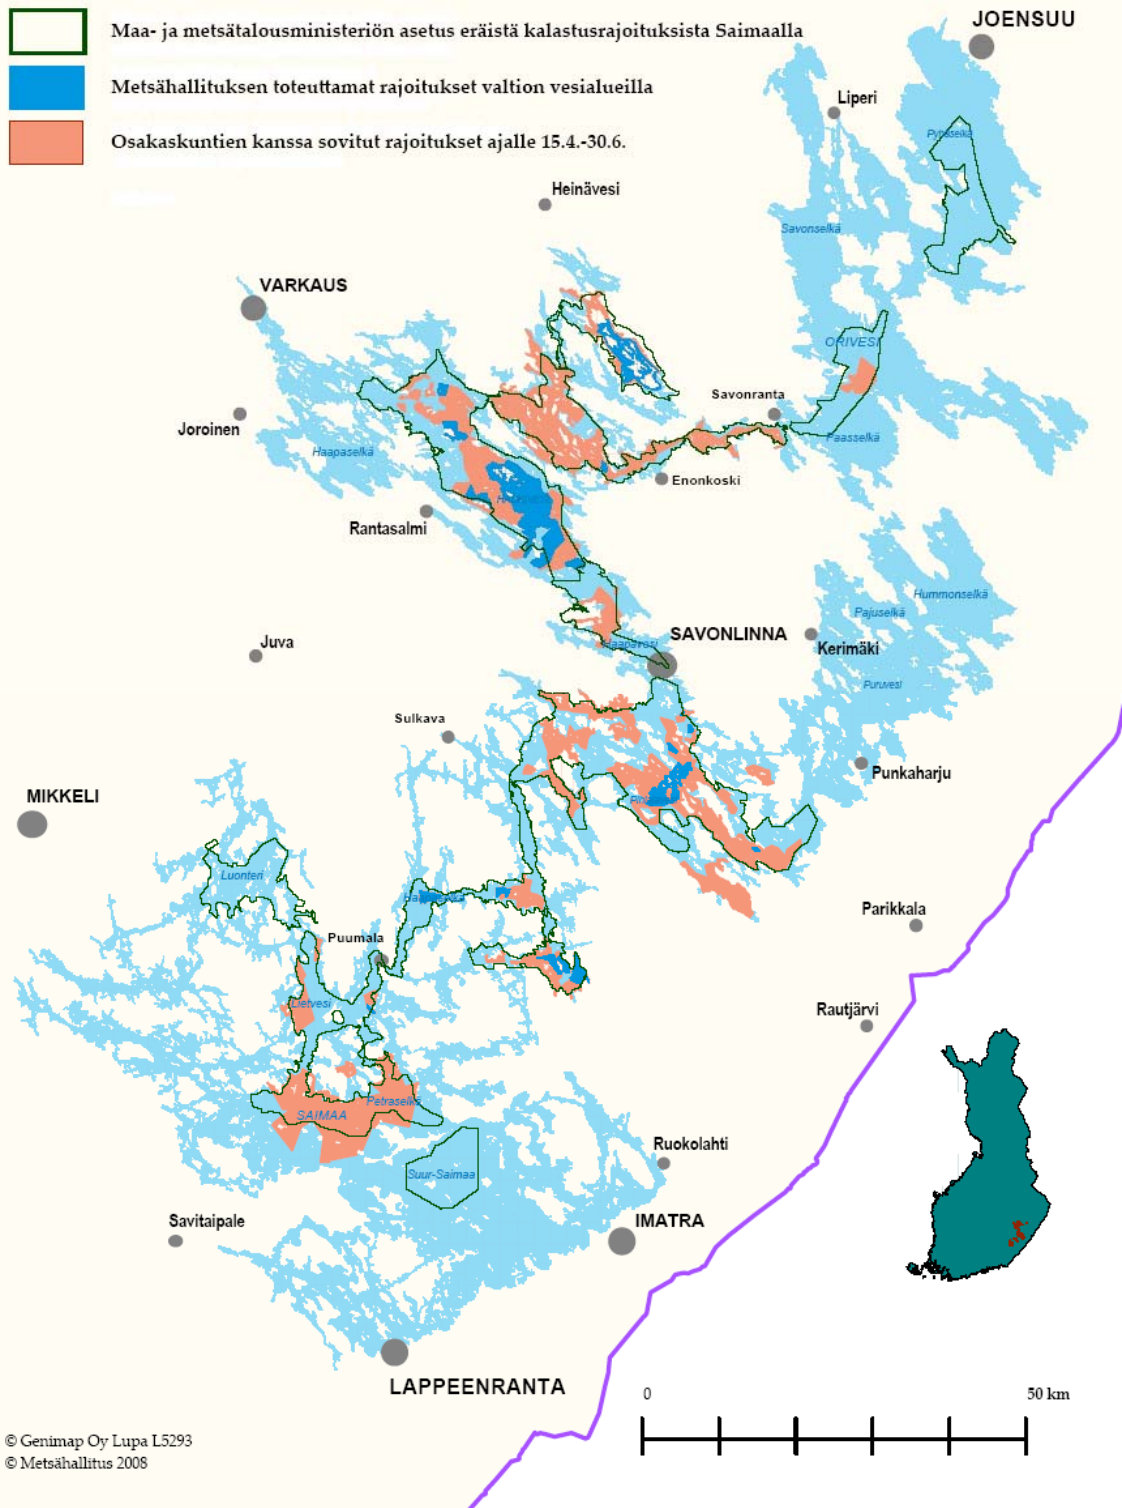 Maa- ja metsätalousministeriön asetus eräistä kalastusrajoituksista Saimaalla
Metsähallituksen toteuttamat rajoitukset valtion vesialueilla
Osakaskuntien kanssa sovitut rajoitukset ajalle 15.4.-30.6.
JOENSUU
Liperi
Pyhäselkä
Heinävesi
Savonselkä
VARKAUS
ORIVESI
Savonranta
Joroinen
Haapaselkä
Paasselkä
Enonkoski
Rantasalmi
Hummonselkä
Pajuselkä
SAVONLINNA
Haapavesi
Kerimäki
Juva
Puruvesi
Sulkava
Punkaharju
MIKKELI
Luonteri
Parikkala
Puumala
Lietvesi
Rautjärvi
Petraselkä
SAIMAA
Ruokolahti
Suur-Saimaa
Savitaipale
IMATRA
LAPPEENRANTA
0 50 km
© Genimap Oy Lupa L5293
© Metsähallitus 2008